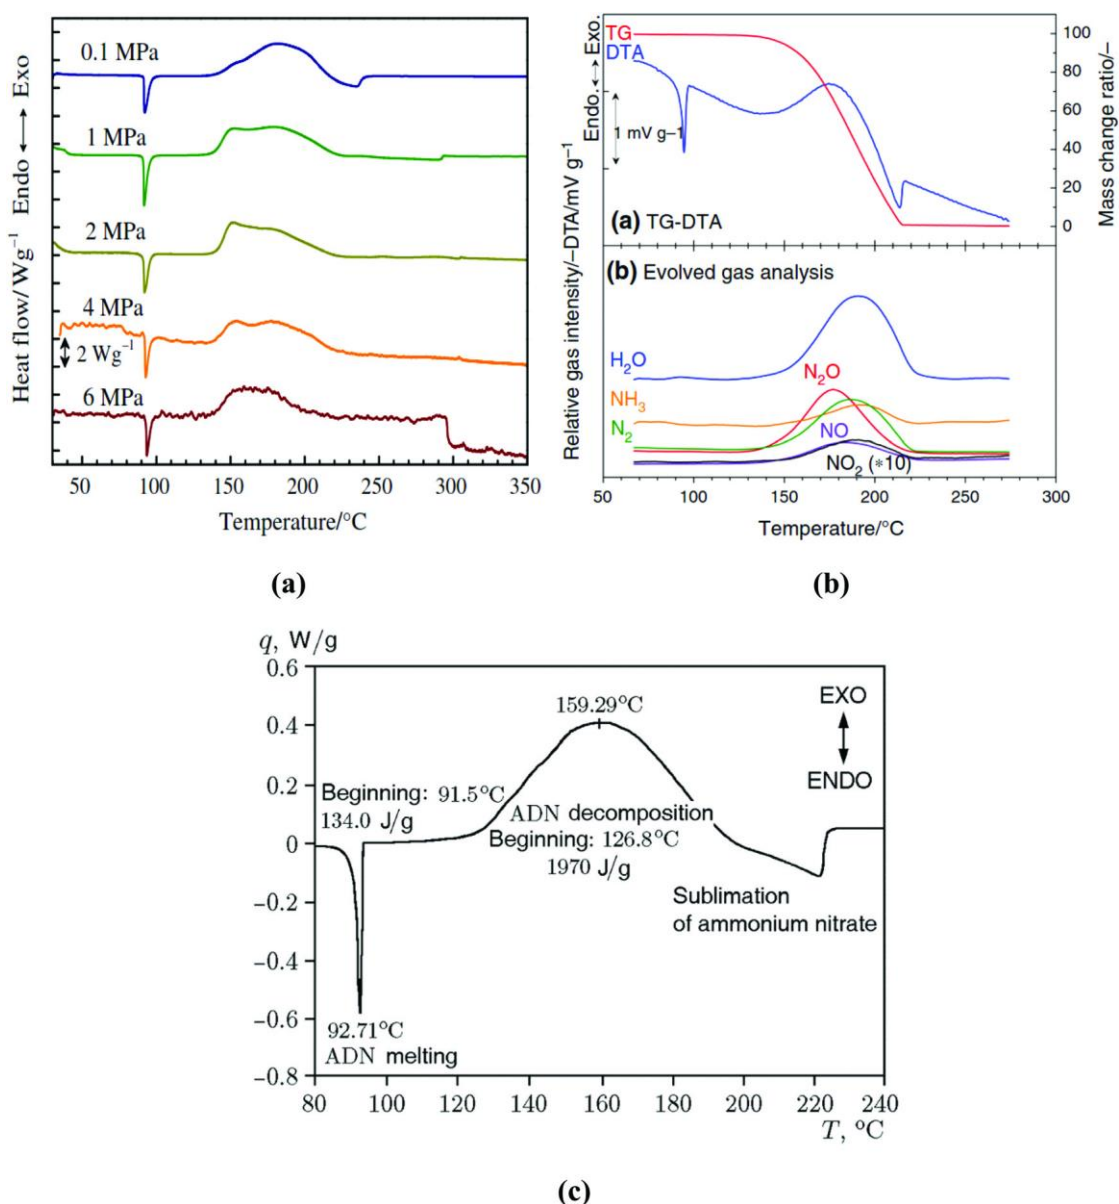 0.1 MPa
1 MPa
2 MPa
4 MPa
2 Wg⁻¹
6 MPa
Heat flow/ Wg⁻¹ Endo ⟷ Exo
50 100 150 200 250 300 350
Temperature/°C
(a)
TG
DTA
Endo. ⟷ Exo.
1 mV g–1
(a) TG-DTA
100
80
60
40
20
0
Mass change ratio/–
Relative gas intensity/–DTA/mV g⁻¹
(b) Evolved gas analysis
H₂O
N₂O
NH₃
N₂
NO
NO₂ (*10)
50 100 150 200 250 300
Temperature/°C
(b)
q, W/g
0.6
0.4
0.2
0
−0.2
−0.4
−0.6
−0.8
159.29°C
EXO
ENDO
Beginning: 91.5°C
134.0 J/g
ADN decomposition
Beginning: 126.8°C
1970 J/g
Sublimation
of ammonium nitrate
92.71°C
ADN melting
80 100 120 140 160 180 200 220 240
T, °C
(c)